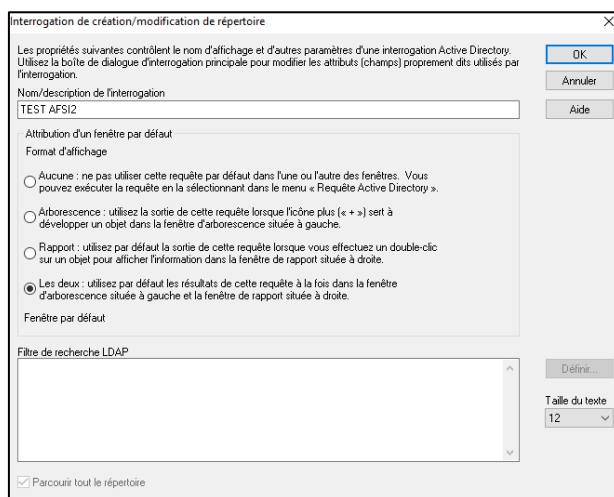 Interrogation de création/modification de répertoire
Les propriétés suivantes contrôlent le nom d'affichage et d'autres paramètres d'une interrogation Active Directory.
Utilisez la boîte de dialogue d'interrogation principale pour modifier les attributs (champs) proprement dits utilisés par
l'interrogation.
OK
Annuler
Aide
Nom/description de l'interrogation
TEST AFSI2
Attribution d'un fenêtre par défaut
Format d'affichage
Aucune : ne pas utiliser cette requête par défaut dans l'une ou l'autre des fenêtres. Vous
pouvez exécuter la requête en la sélectionnant dans le menu « Requête Active Directory ».
Arborescence : utilisez la sortie de cette requête lorsque l'icône plus (« + ») sert à
développer un objet dans la fenêtre d'arborescence située à gauche.
Rapport : utilisez par défaut la sortie de cette requête lorsque vous effectuez un double-clic
sur un objet pour afficher l'information dans la fenêtre de rapport située à droite.
Les deux : utilisez par défaut les résultats de cette requête à la fois dans la fenêtre
d'arborescence située à gauche et la fenêtre de rapport située à droite.
Fenêtre par défaut
Filtre de recherche LDAP
Définir...
Taille du texte
12
Parcourir tout le répertoire